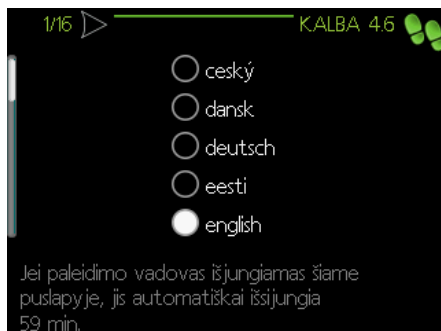 1/16 KALBA 4.6
ceský
dansk
deutsch
eesti
english
Jei paleidimo vadovas išjungiamas šiame
puslapyje, jis automatiškai išsijungia
59 min.